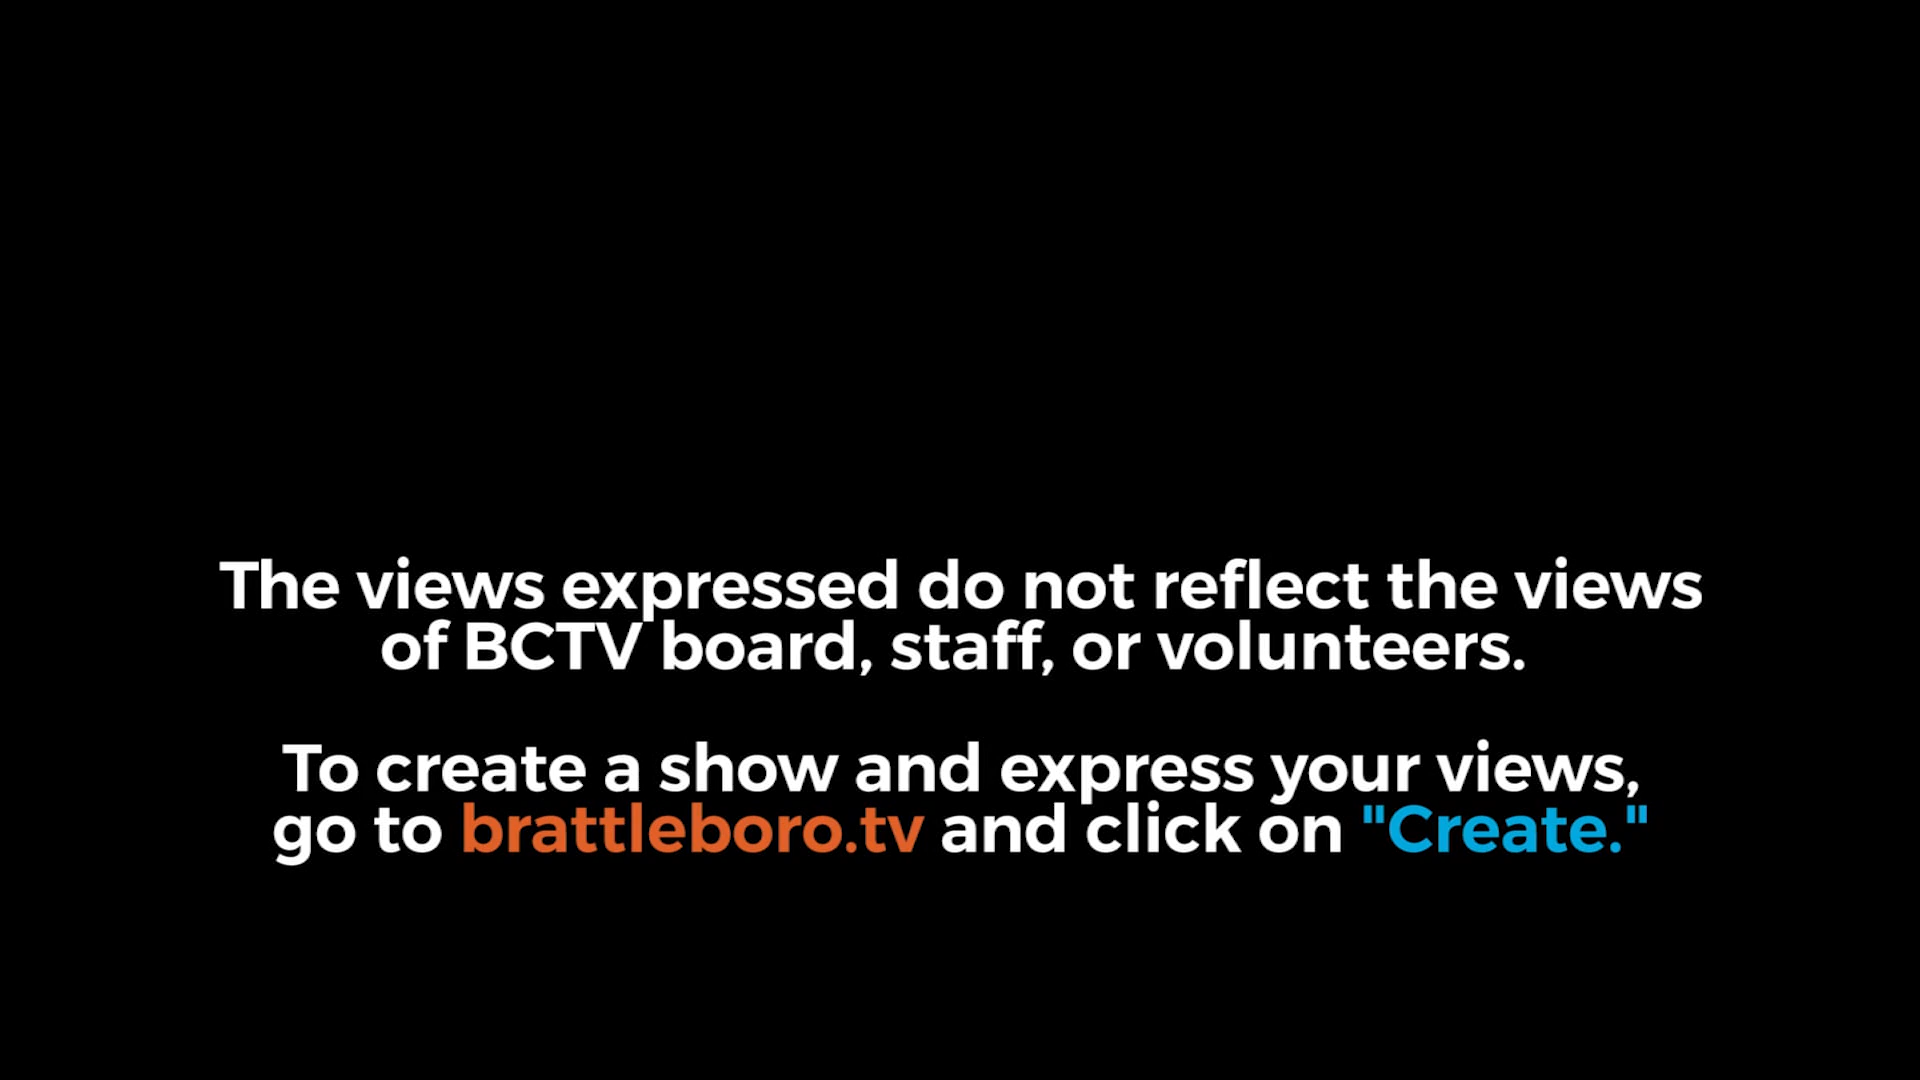 The views expressed do not reflect the views
of BCTV board, staff, or volunteers.
To create a show and express your views,
go to brattleboro.tv and click on "Create."